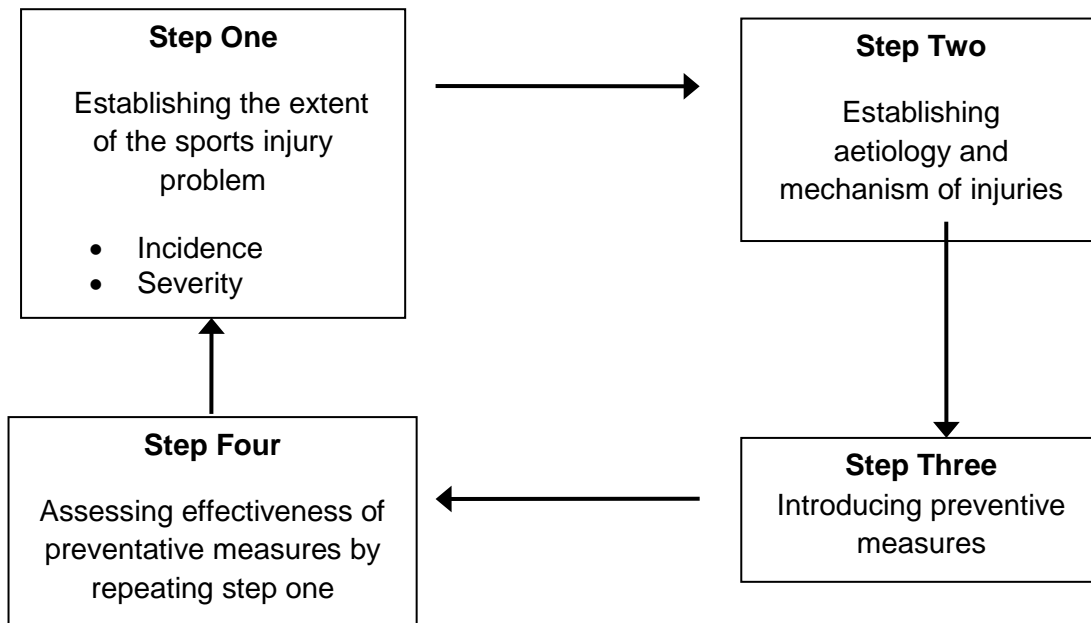 Step One
Establishing the extent
of the sports injury
problem
• Incidence
• Severity
Step Two
Establishing
aetiology and
mechanism of injuries
Step Three
Introducing preventive
measures
Step Four
Assessing effectiveness of
preventative measures by
repeating step one